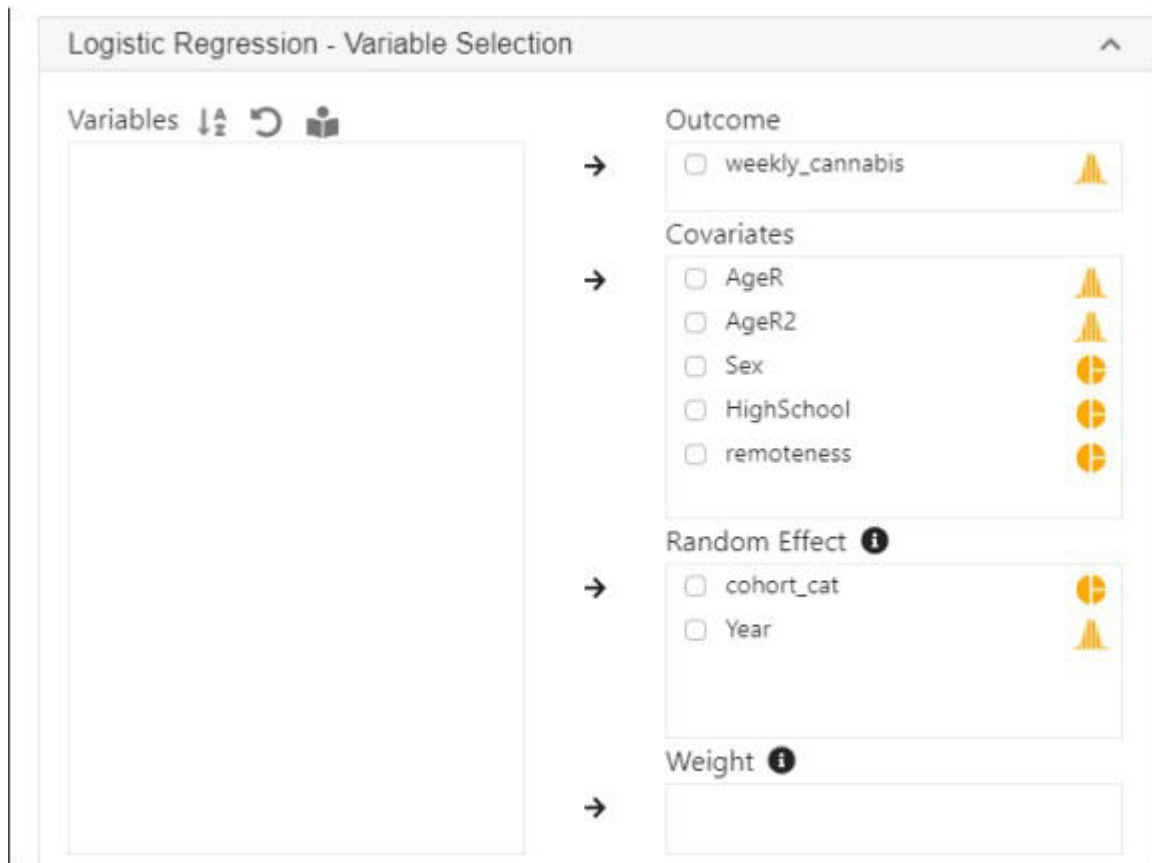 Logistic Regression - Variable Selection
Variables
Outcome
weekly_cannabis
Covariates
AgeR
AgeR2
Sex
HighSchool
remoteness
Random Effect
cohort_cat
Year
Weight